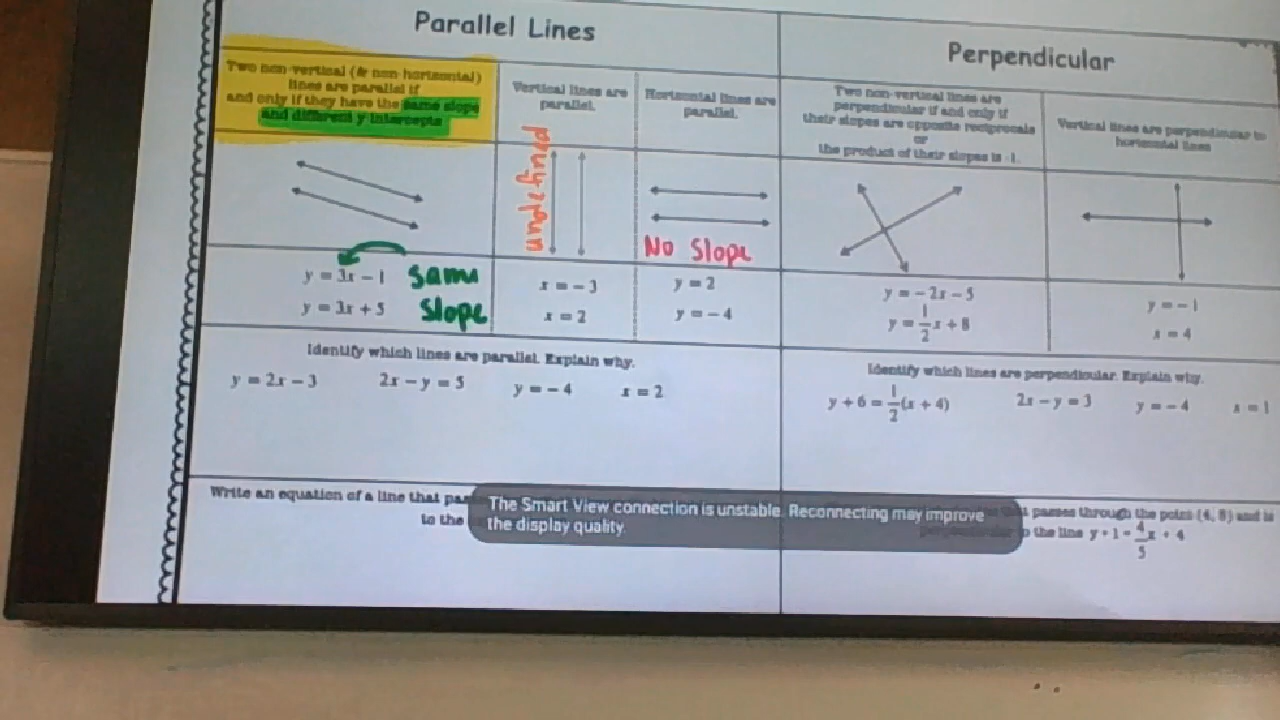 Parallel Lines
Perpendicular
Two non-vertical (& non-horizontal)
lines are parallel if
and only if they have the same slope
and different y intercepts
Vertical lines are
parallel.
Horizontal lines are
parallel.
Two non-vertical lines are
perpendicular if and only if
their slopes are opposite reciprocals
or
the product of their slopes is -1.
Vertical lines are perpendicular to
horizontal lines
undefined
No Slope
y = 3x − 1
y = 3x + 5
same
Slope
x = −3
x = 2
y = 2
y = −4
y = −2x − 5
y = 1/2 x + 8
y = −1
x = 4
Identify which lines are parallel. Explain why.
y = 2x − 3 2x − y = 5 y = −4 x = 2
Identify which lines are perpendicular. Explain why.
y + 6 = 1/2 (x + 4) 2x − y = 3 y = −4 x = 1
Write an equation of a line that
to the
The Smart View connection is unstable. Reconnecting may improve
the display quality.
passes through the point (4, 8) and is
the line y + 1 = 4/5 x + 4